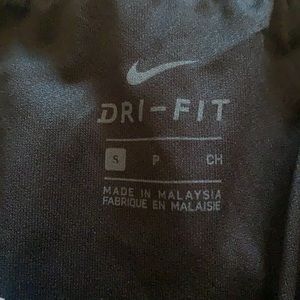 DRI-FIT
S P CH
MADE IN MALAYSIA
FABRIQUE EN MALAISIE